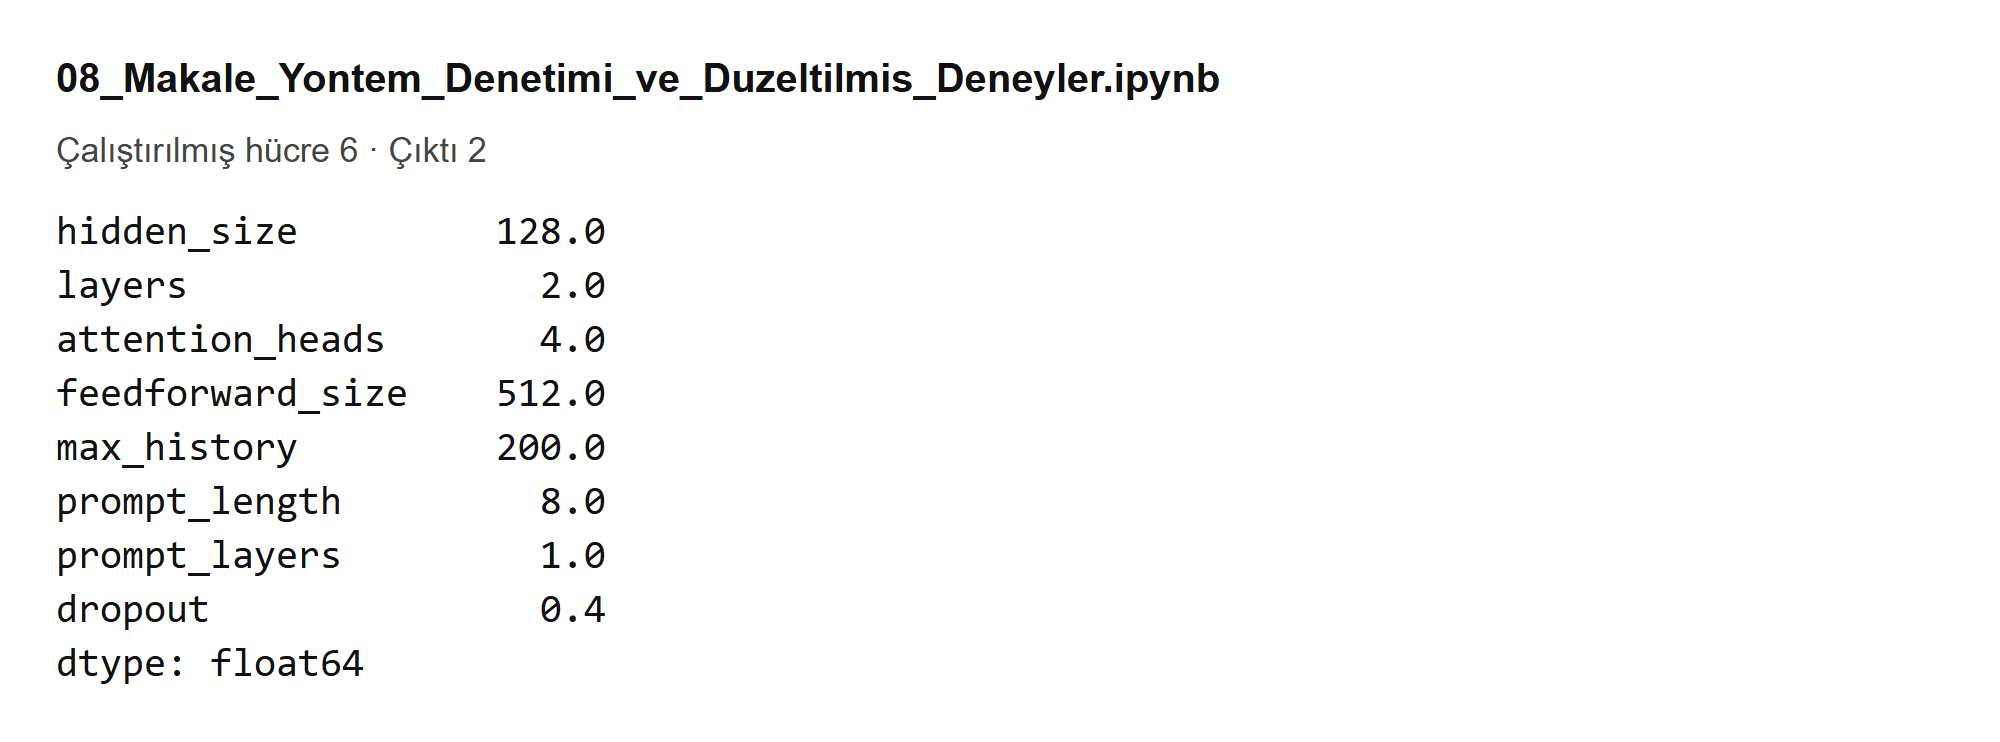 08_Makale_Yontem_Denetimi_ve_Duzeltilmis_Deneyler.ipynb
Çalıştırılmış hücre 6 · Çıktı 2
hidden_size 128.0
layers 2.0
attention_heads 4.0
feedforward_size 512.0
max_history 200.0
prompt_length 8.0
prompt_layers 1.0
dropout 0.4
dtype: float64